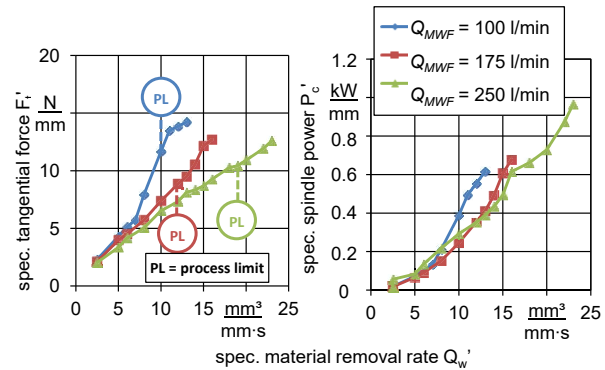 Q_MWF = 100 l/min
Q_MWF = 175 l/min
Q_MWF = 250 l/min
spec. tangential force Fₜ'
20
N
mm
10
5
0
PL
PL
PL
PL = process limit
0 5 10 15 mm³/mm·s 25
spec. spindle power P_c'
1.2
kW
mm
0.8
0.6
0.4
0.2
0
0 5 10 15 mm³/mm·s 25
spec. material removal rate Q_w'